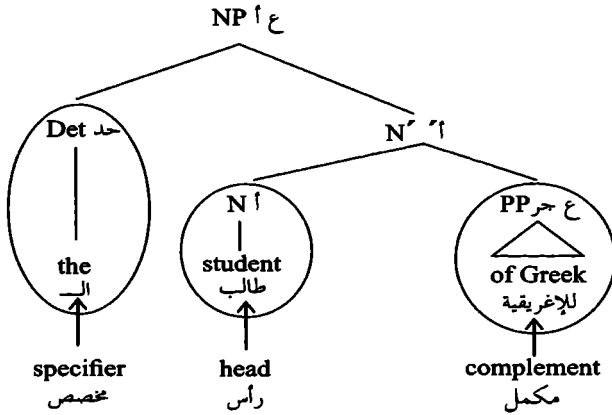 NP ع أ
Det حد
N´ أ´
N أ
PP ع جر
the
student
of Greek
الـ
طالب
للإغريقية
specifier
head
complement
مخصص
رأس
مكمل